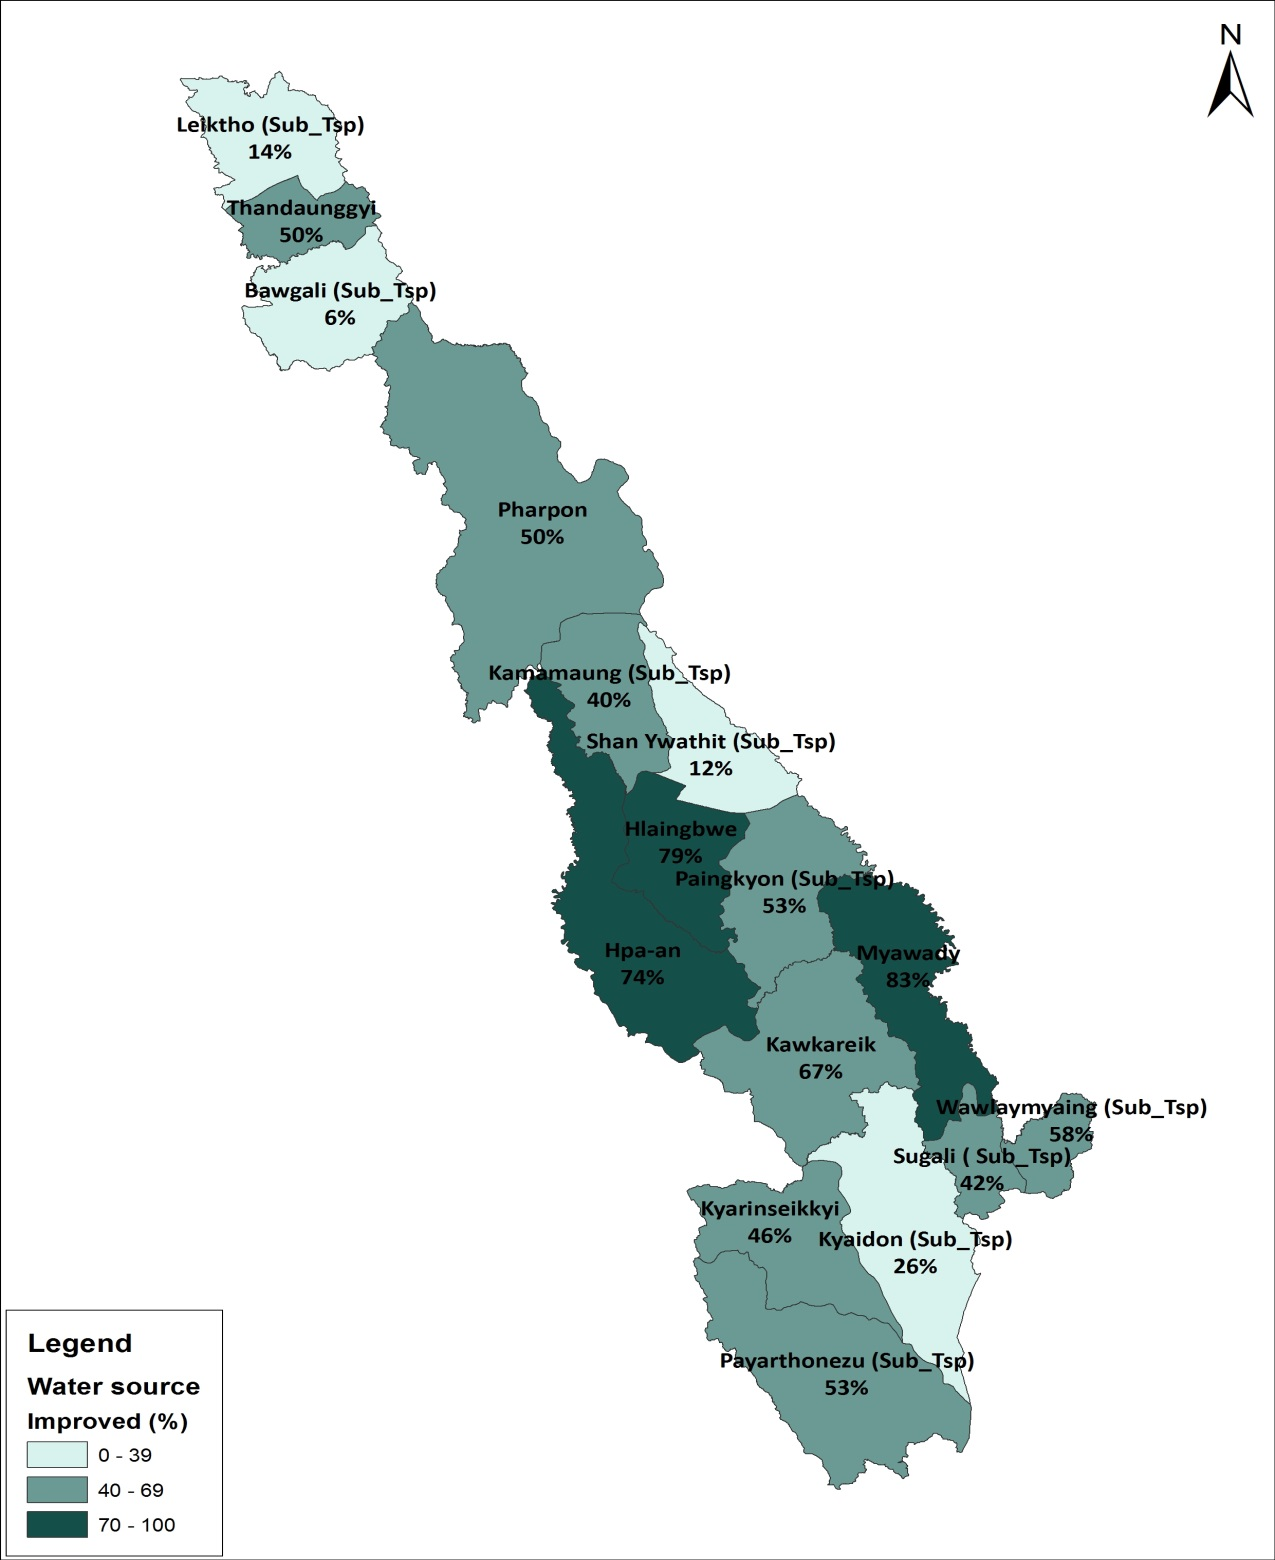 N
Leiktho (Sub_Tsp)
14%
Thandaunggyi
50%
Bawgali (Sub_Tsp)
6%
Pharpon
50%
Kamamaung (Sub_Tsp)
40%
Shan Ywathit (Sub_Tsp)
12%
Hlaingbwe
79%
Paingkyon (Sub_Tsp)
53%
Hpa-an
74%
Myawady
83%
Kawkareik
67%
Wawlaymyaing (Sub_Tsp)
58%
Sugali ( Sub_Tsp)
42%
Kyarinseikkyi
46%
Kyaidon (Sub_Tsp)
26%
Payarthonezu (Sub_Tsp)
53%
Legend
Water source
Improved (%)
0 - 39
40 - 69
70 - 100